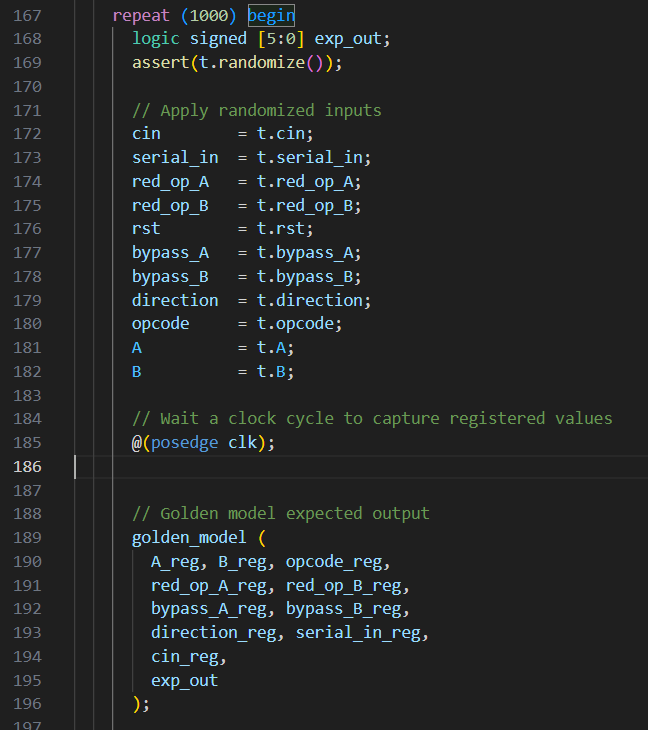 167 repeat (1000) begin
168 logic signed [5:0] exp_out;
169 assert(t.randomize());
170
171 // Apply randomized inputs
172 cin = t.cin;
173 serial_in = t.serial_in;
174 red_op_A = t.red_op_A;
175 red_op_B = t.red_op_B;
176 rst = t.rst;
177 bypass_A = t.bypass_A;
178 bypass_B = t.bypass_B;
179 direction = t.direction;
180 opcode = t.opcode;
181 A = t.A;
182 B = t.B;
183
184 // Wait a clock cycle to capture registered values
185 @(posedge clk);
186
187
188 // Golden model expected output
189 golden_model (
190 A_reg, B_reg, opcode_reg,
191 red_op_A_reg, red_op_B_reg,
192 bypass_A_reg, bypass_B_reg,
193 direction_reg, serial_in_reg,
194 cin_reg,
195 exp_out
196 );
197